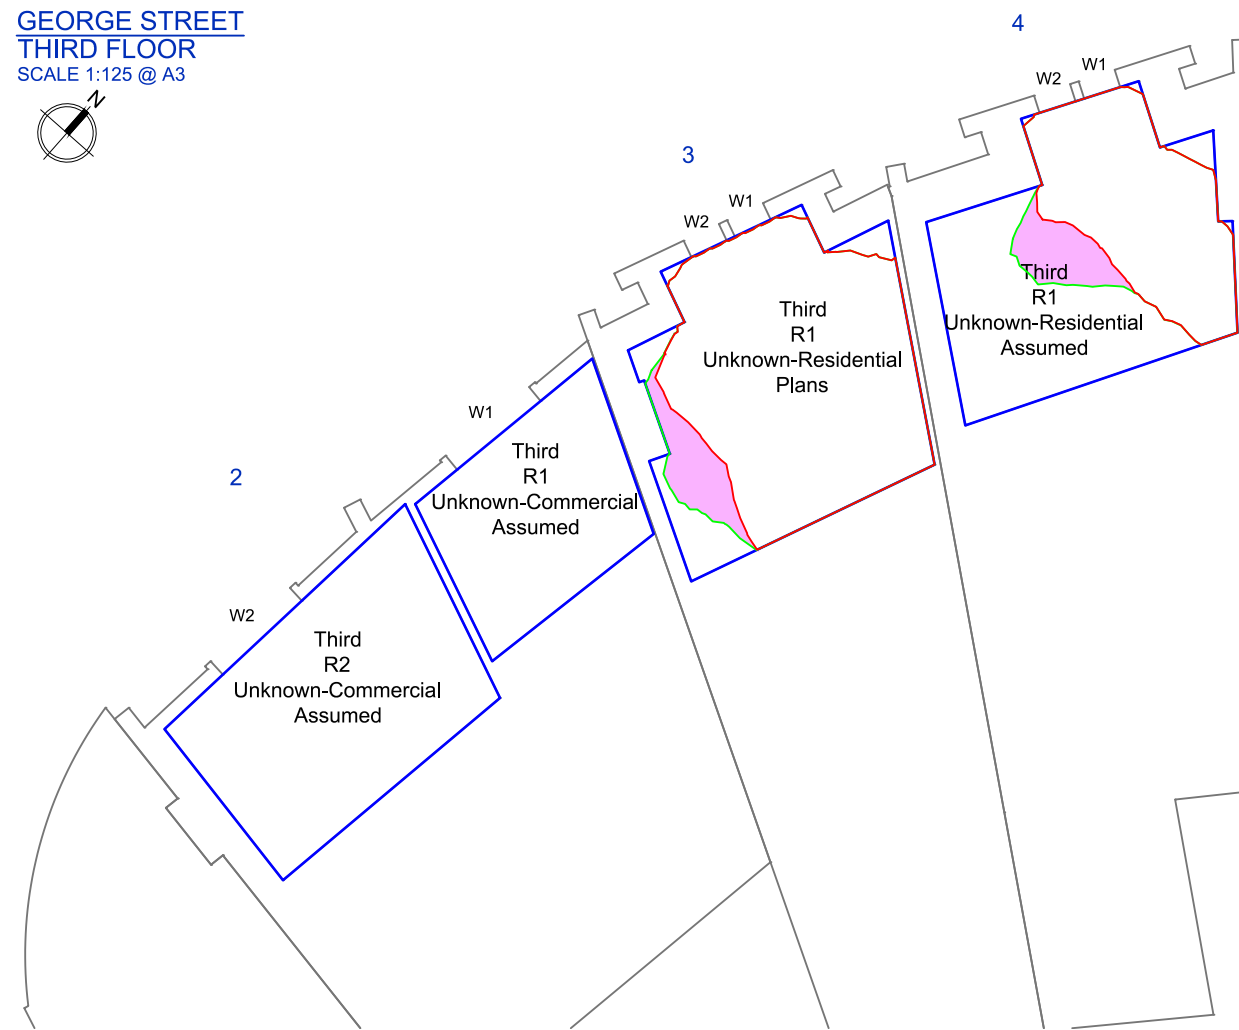 GEORGE STREET
THIRD FLOOR
SCALE 1:125 @ A3
N
4
W2
W1
3
W2
W1
Third
R1
Unknown-Residential
Assumed
Third
R1
Unknown-Residential
Plans
2
W1
Third
R1
Unknown-Commercial
Assumed
W2
Third
R2
Unknown-Commercial
Assumed